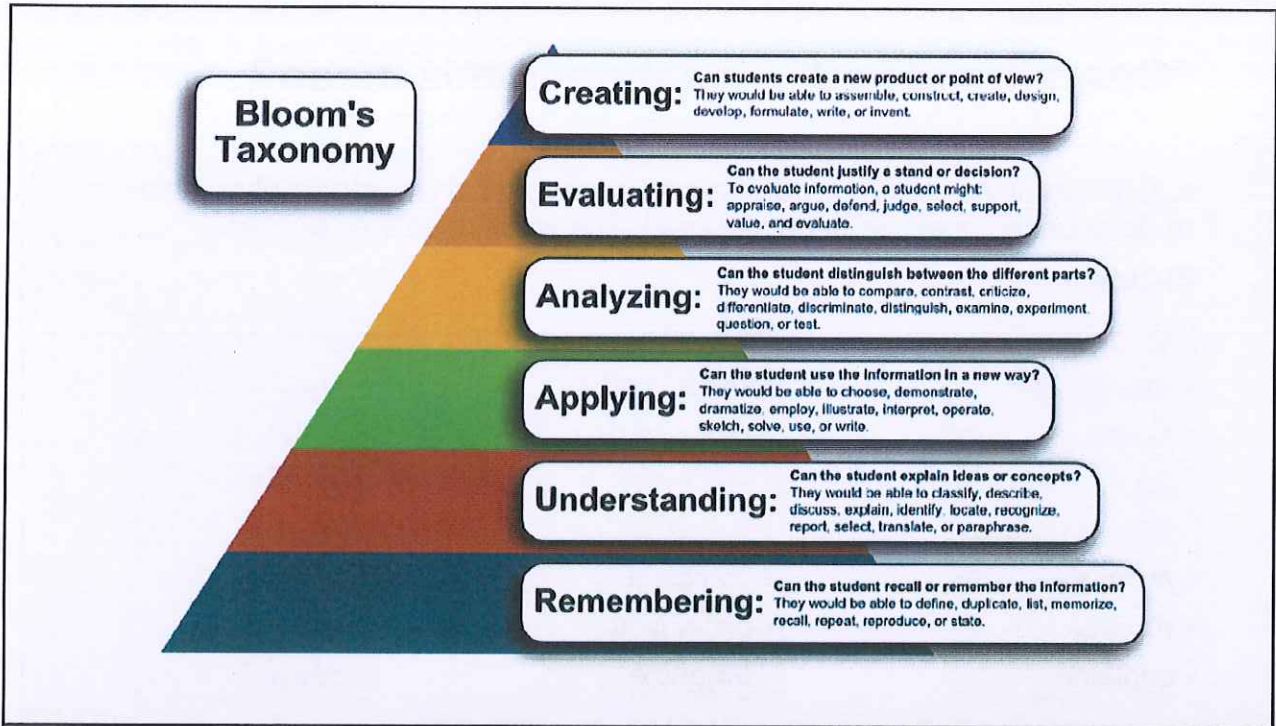 Bloom's
Taxonomy
Creating:
Can students create a new product or point of view?
They would be able to assemble, construct, create, design,
develop, formulate, write, or invent.
Evaluating:
Can the student justify a stand or decision?
To evaluate information, a student might:
appraise, argue, defend, judge, select, support,
value, and evaluate.
Analyzing:
Can the student distinguish between the different parts?
They would be able to compare, contrast, criticize,
differentiate, discriminate, distinguish, examine, experiment,
question, or test.
Applying:
Can the student use the information in a new way?
They would be able to choose, demonstrate,
dramatize, employ, illustrate, interpret, operate,
sketch, solve, use, or write.
Understanding:
Can the student explain ideas or concepts?
They would be able to classify, describe,
discuss, explain, identify, locate, recognize,
report, select, translate, or paraphrase.
Remembering:
Can the student recall or remember the information?
They would be able to define, duplicate, list, memorize,
recall, repeat, reproduce, or state.